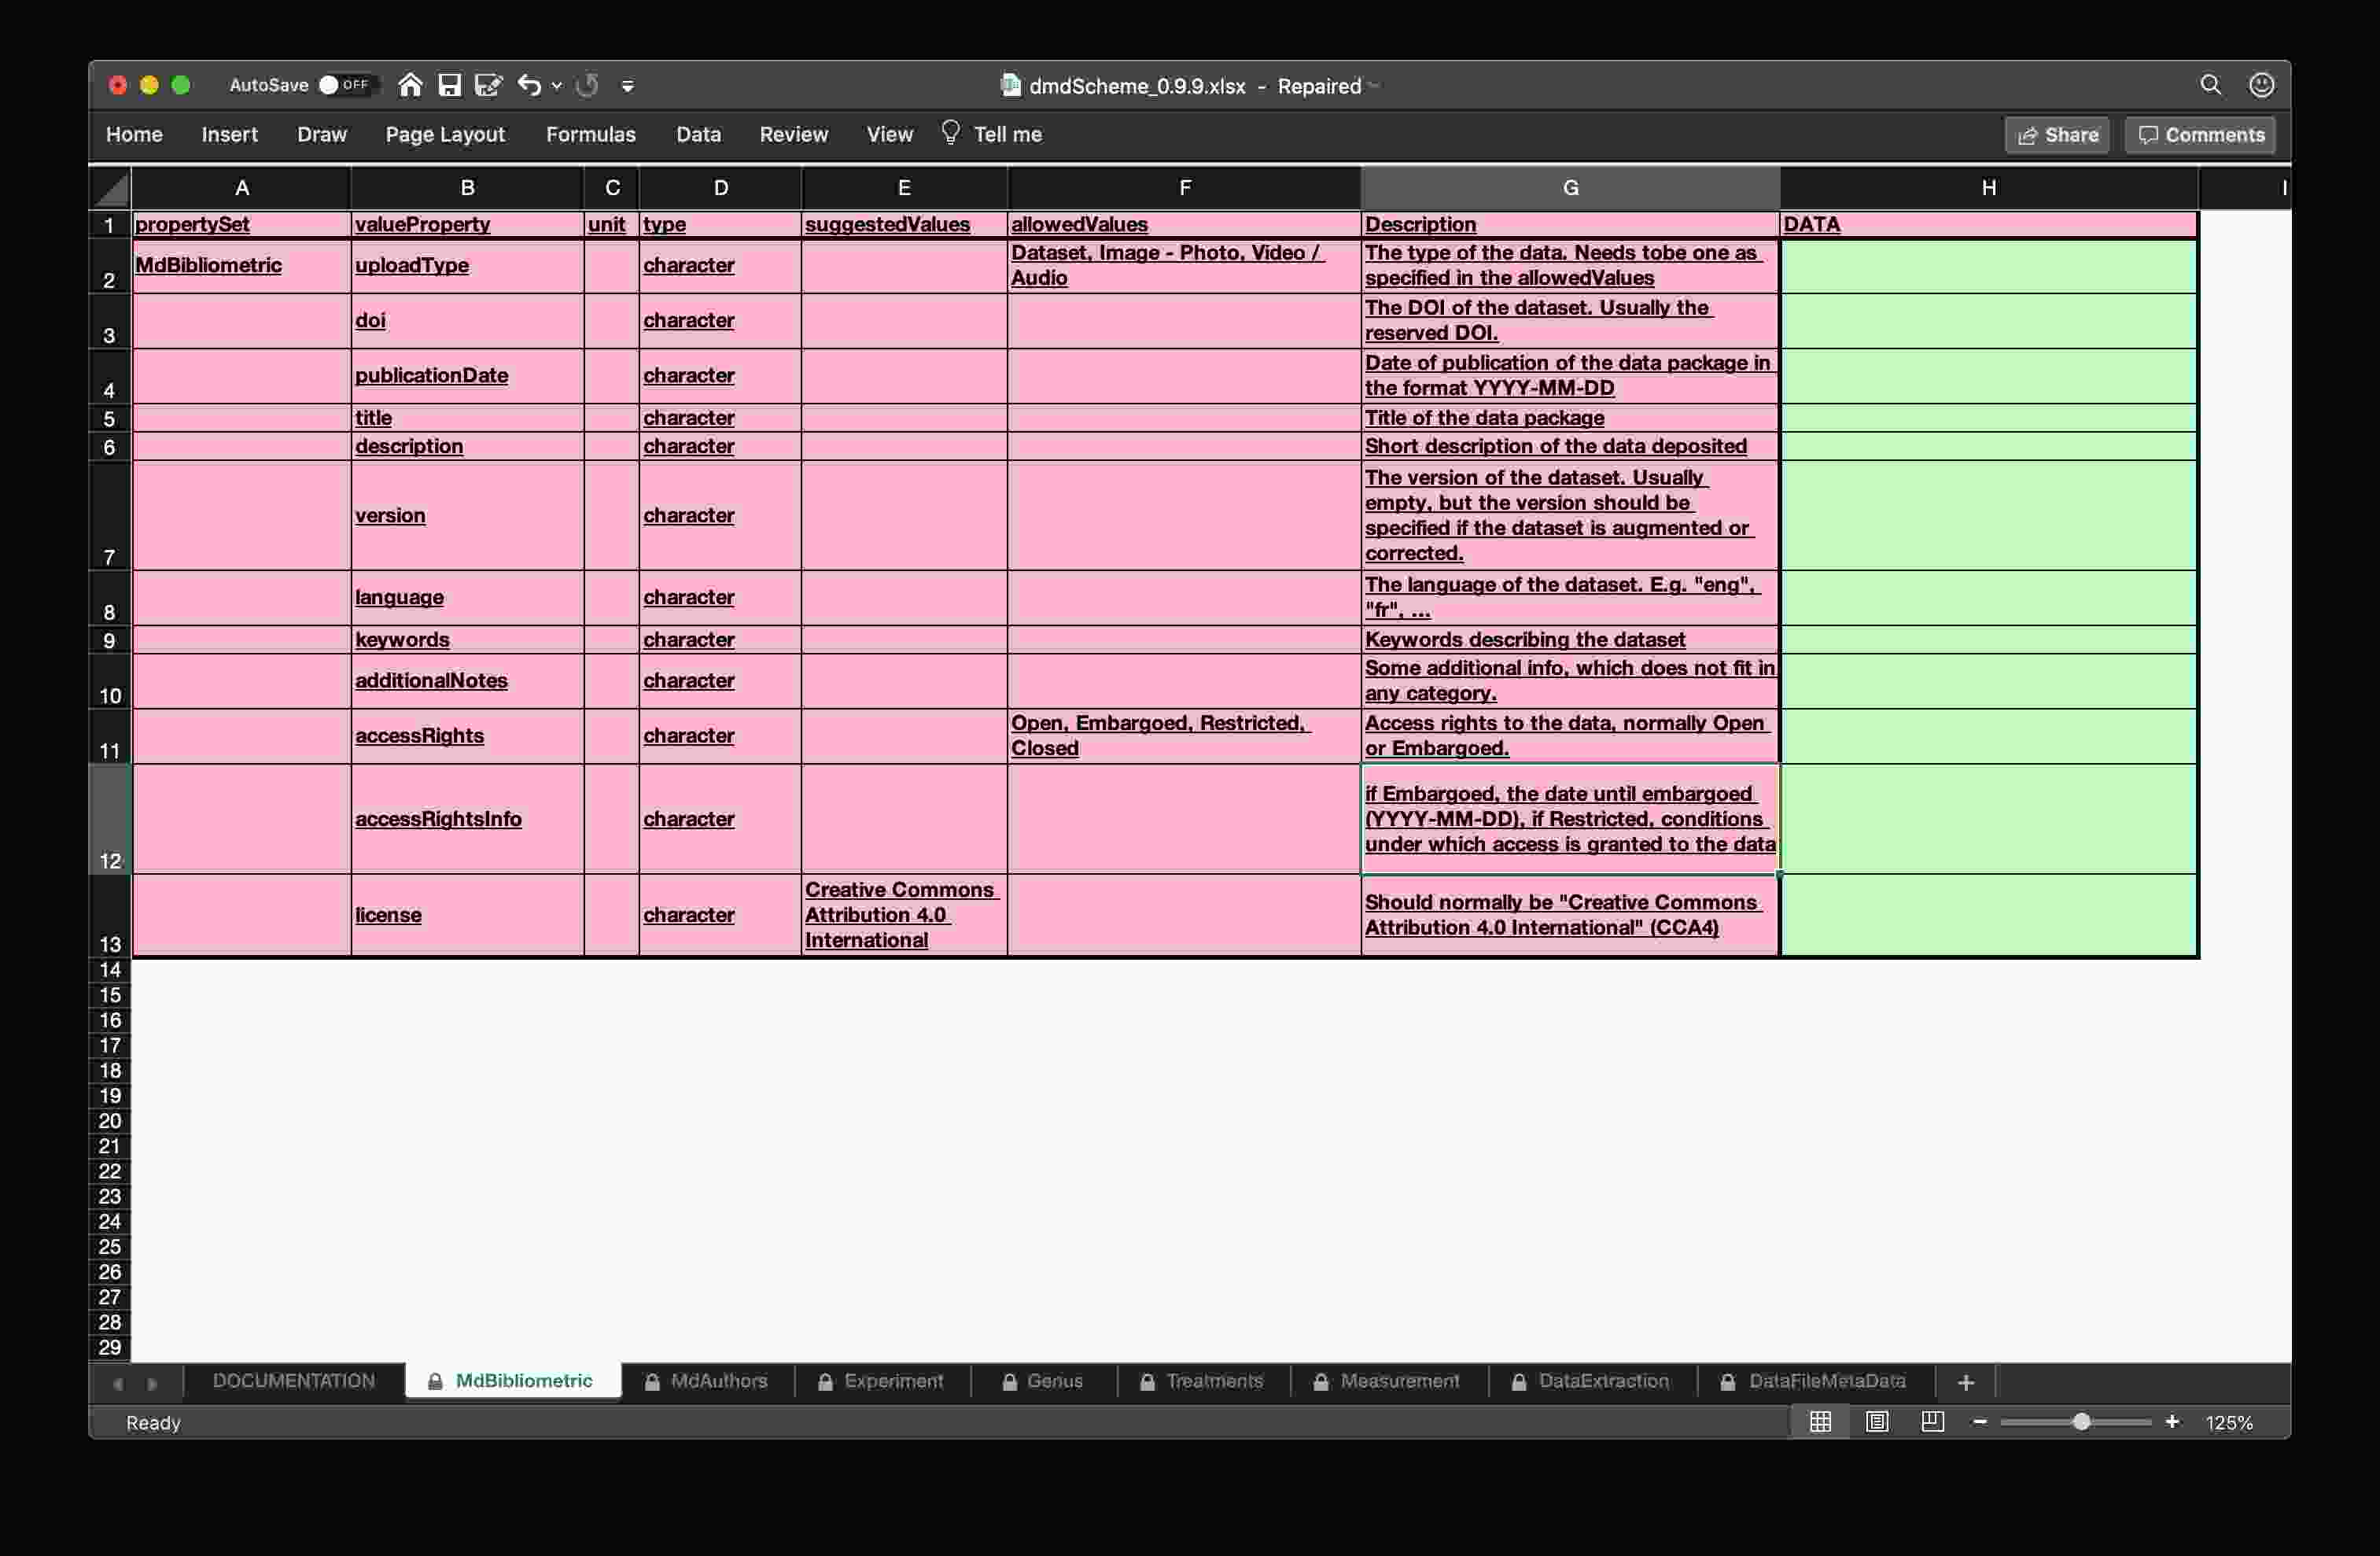 AutoSave OFF dmdScheme_0.9.9.xlsx - Repaired
Home Insert Draw Page Layout Formulas Data Review View Tell me Share Comments
A B C D E F G H I
1 propertySet valueProperty unit type suggestedValues allowedValues Description DATA
2 MdBibliometric uploadType character Dataset, Image - Photo, Video /
Audio
The type of the data. Needs tobe one as
specified in the allowedValues
3 doi character The DOI of the dataset. Usually the
reserved DOI.
4 publicationDate character Date of publication of the data package in
the format YYYY-MM-DD
5 title character Title of the data package
6 description character Short description of the data deposited
7 version character The version of the dataset. Usually
empty, but the version should be
specified if the dataset is augmented or
corrected.
8 language character The language of the dataset. E.g. "eng",
"fr", ...
9 keywords character Keywords describing the dataset
10 additionalNotes character Some additional info, which does not fit in
any category.
11 accessRights character Open, Embargoed, Restricted,
Closed
Access rights to the data, normally Open
or Embargoed.
12 accessRightsInfo character if Embargoed, the date until embargoed
(YYYY-MM-DD), if Restricted, conditions
under which access is granted to the data
13 license character Creative Commons
Attribution 4.0
International
Should normally be "Creative Commons
Attribution 4.0 International" (CCA4)
14
15
16
17
18
19
20
21
22
23
24
25
26
27
28
29
DOCUMENTATION MdBibliometric MdAuthors Experiment Genus Treatments Measurement DataExtraction DataFileMetaData +
Ready 125%